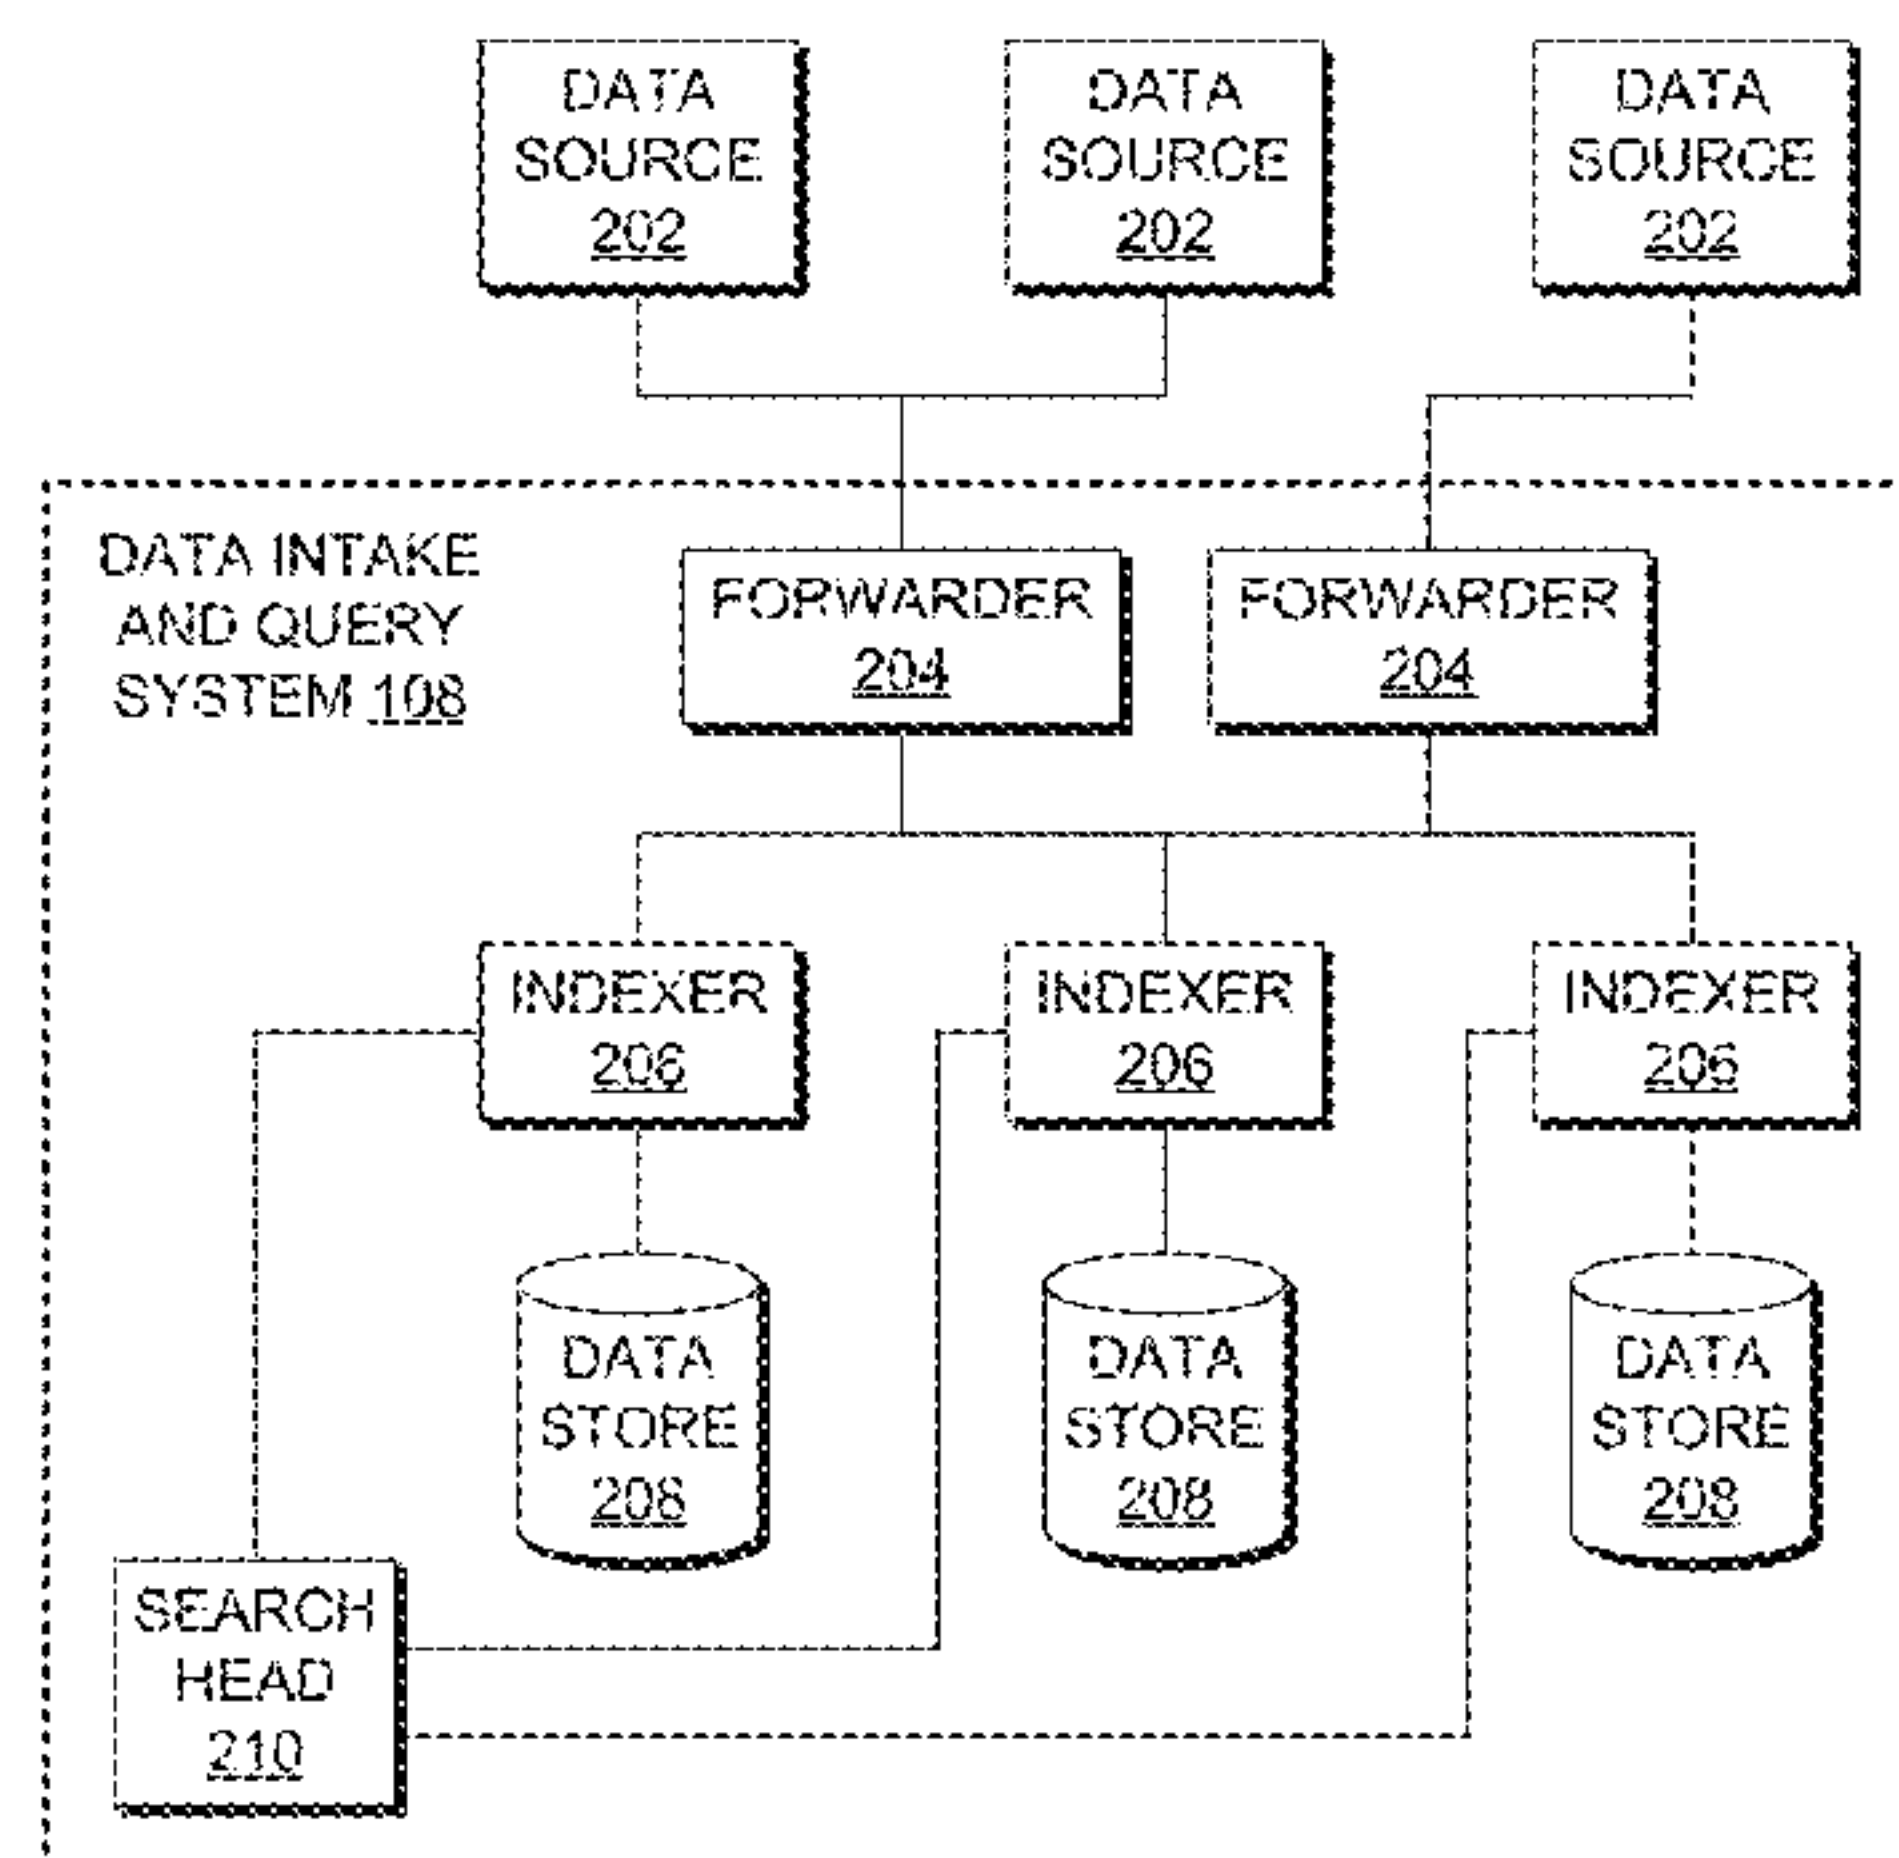 DATA
SOURCE
202
DATA
SOURCE
202
DATA
SOURCE
202
DATA INTAKE
AND QUERY
SYSTEM 108
FORWARDER
204
FORWARDER
204
INDEXER
206
INDEXER
206
INDEXER
206
DATA
STORE
208
DATA
STORE
208
DATA
STORE
208
SEARCH
HEAD
210